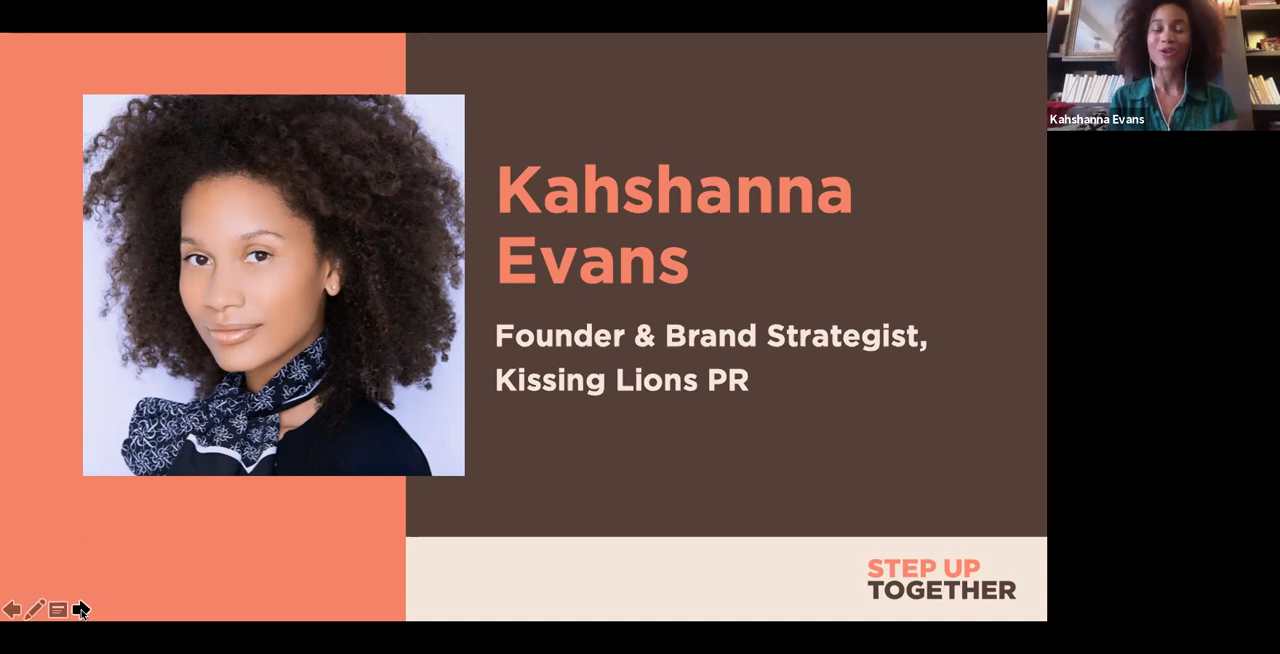 Kahshanna
Evans
Founder & Brand Strategist,
Kissing Lions PR
STEP UP
TOGETHER
Kahshanna Evans